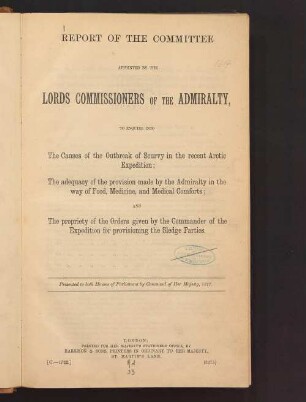 REPORT OF THE COMMITTEE
APPOINTED BY THE
LORDS COMMISSIONERS OF THE ADMIRALTY,
TO ENQUIRE INTO
The Causes of the Outbreak of Scurvy in the recent Arctic
Expedition;
The adequacy of the provision made by the Admiralty in the
way of Food, Medicine, and Medical Comforts;
AND
The propriety of the Orders given by the Commander of the
Expedition for provisioning the Sledge Parties.
Presented to both Houses of Parliament by Command of Her Majesty, 1877.
LONDON:
PRINTED FOR HER MAJESTY'S STATIONERY OFFICE, BY
HARRISON & SONS, PRINTERS IN ORDINARY TO HER MAJESTY,
ST. MARTIN'S LANE.